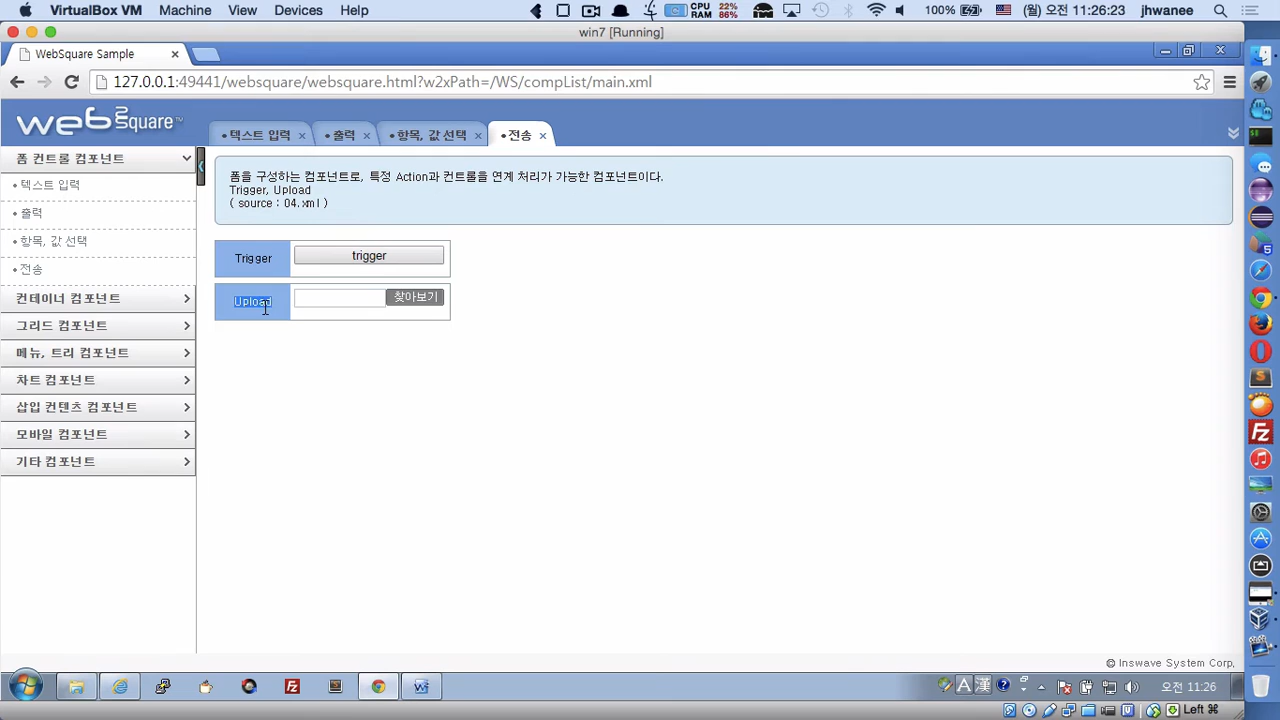 VirtualBox VM Machine View Devices Help
CPU 22%
RAM 86%
100% (월) 오전 11:26:23 jhwanee
win7 [Running]
WebSquare Sample
127.0.0.1:49441/websquare/websquare.html?w2xPath=/WS/cmpList/main.xml
web Square™
• 텍스트 입력 × • 출력 × • 항목, 값 선택 × • 전송 ×
폼 컨트롤 컴포넌트
• 텍스트 입력
• 출력
• 항목, 값 선택
• 전송
컨테이너 컴포넌트
그리드 컴포넌트
메뉴, 트리 컴포넌트
차트 컴포넌트
삽입 컨텐츠 컴포넌트
모바일 컴포넌트
기타 컴포넌트
폼을 구성하는 컴포넌트로, 특정 Action과 컨트롤을 연계 처리가 가능한 컴포넌트이다.
Trigger, Upload
( source : 04.xml )
Trigger trigger
Upload 찾아보기
© Inswave System Corp,
A 漢 오전 11:26
Left ⌘